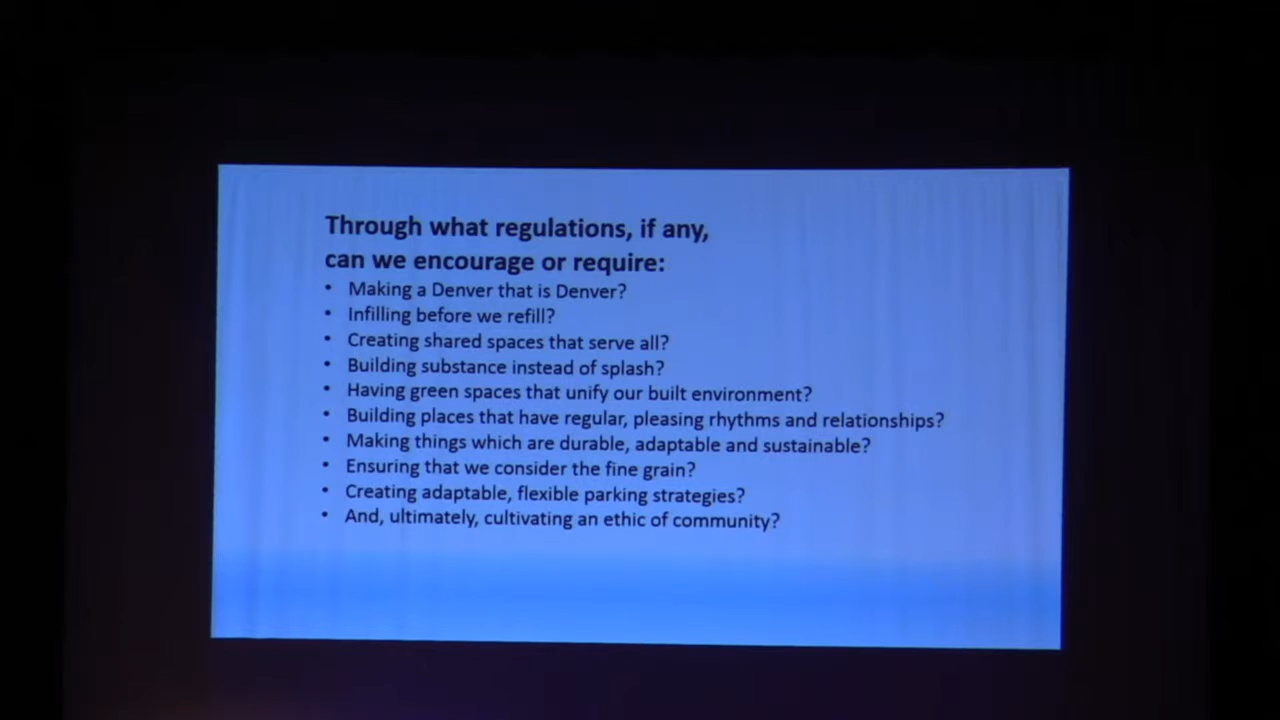 Through what regulations, if any,
can we encourage or require:
• Making a Denver that is Denver?
• Infilling before we refill?
• Creating shared spaces that serve all?
• Building substance instead of splash?
• Having green spaces that unify our built environment?
• Building places that have regular, pleasing rhythms and relationships?
• Making things which are durable, adaptable and sustainable?
• Ensuring that we consider the fine grain?
• Creating adaptable, flexible parking strategies?
• And, ultimately, cultivating an ethic of community?